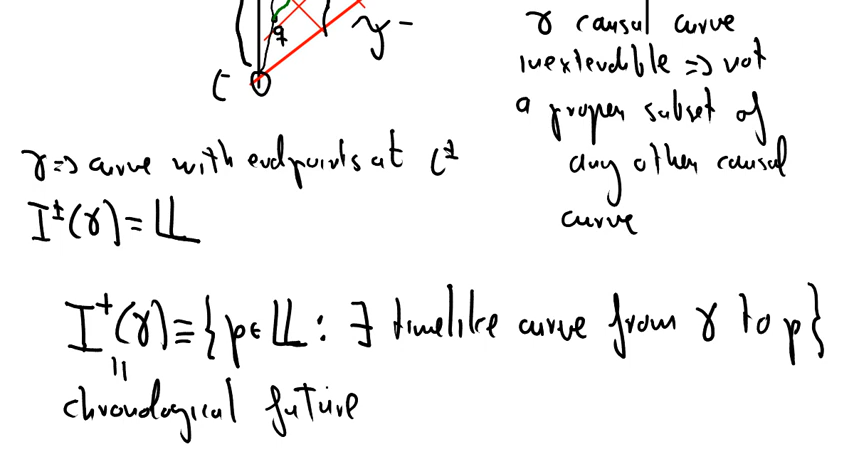 q
𝓘⁻
i⁻
γ causal curve
inextendible ⇒ not
a proper subset of
any other causal
curve
γ ⇒ curve with endpoints at i±
I±(γ) = 𝕃
I⁺(γ) ≡ { p ∈ 𝕃 : ∃ timelike curve from γ to p }
=
chronological future